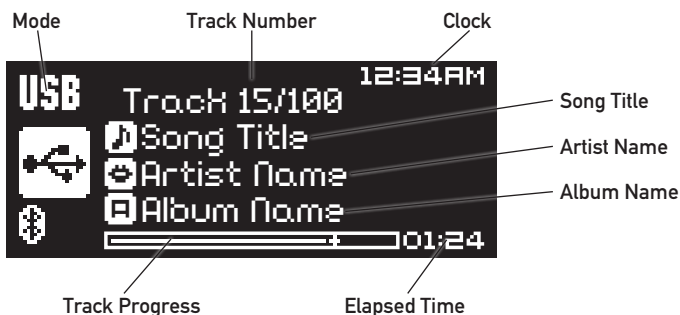 Mode Track Number Clock
USB
12:34AM
Track 15/100
Song Title
Song Title
Artist Name
Artist Name
Album Name
Album Name
01:24
Track Progress Elapsed Time